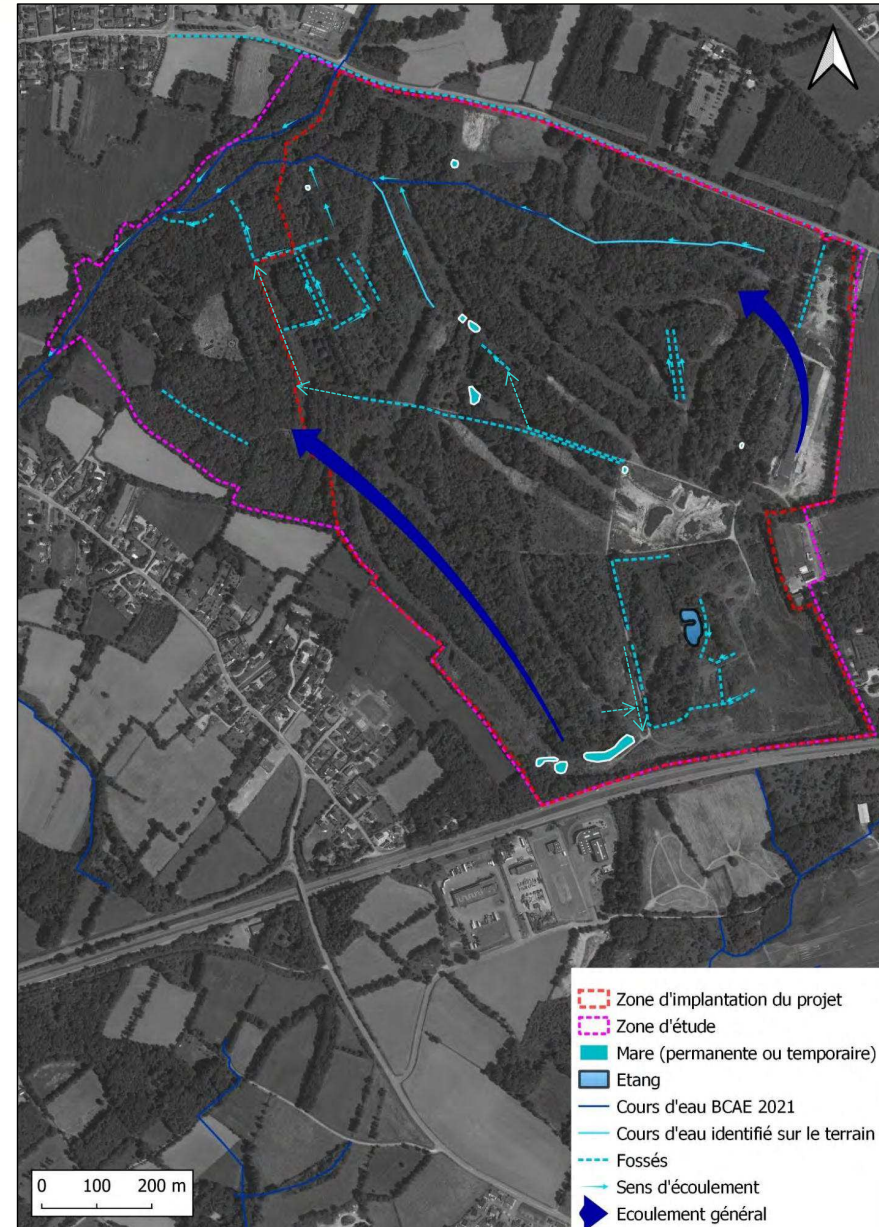 Zone d'implantation du projet
Zone d'étude
Mare (permanente ou temporaire)
Etang
Cours d'eau BCAE 2021
Cours d'eau identifié sur le terrain
Fossés
Sens d'écoulement
Ecoulement général
0 100 200 m